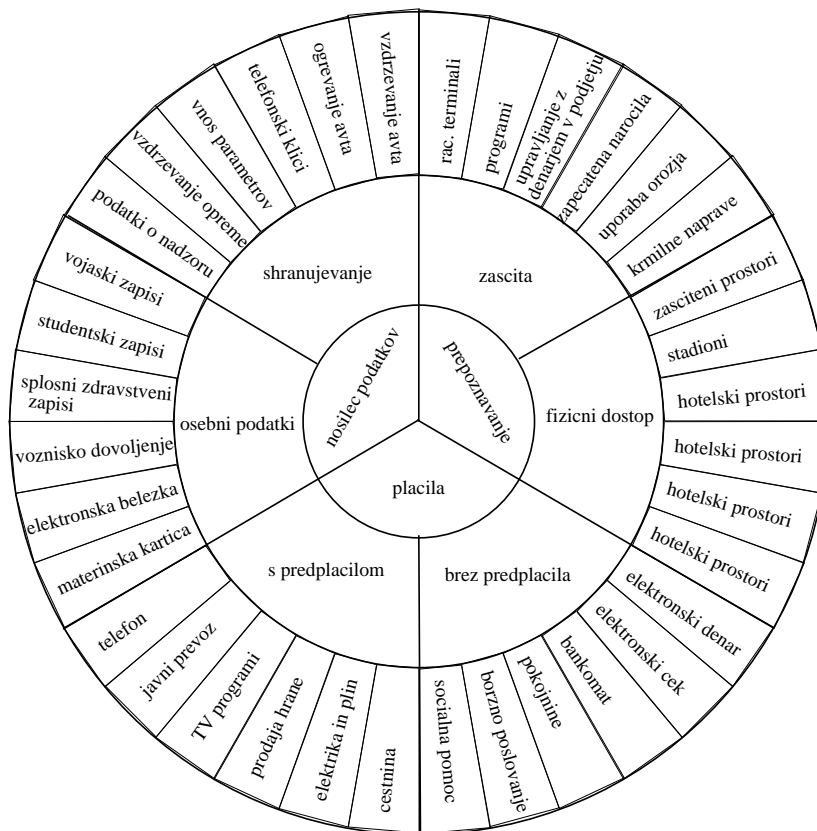 nosilec podatkov
prepoznavanje
placila
shranujevanje
zascita
fizicni dostop
brez predplacila
s predplacilom
osebni podatki
rac. terminali
programi
upravljanje z
denarjem v podjetju
zapecatena narocila
uporaba orozja
krmilne naprave
zasciteni prostori
stadioni
hotelski prostori
hotelski prostori
hotelski prostori
hotelski prostori
elektronski denar
elektronski cek
bankomat
pokojnine
borzno poslovanje
socialna pomoc
cestnina
elektrika in plin
prodaja hrane
TV programi
javni prevoz
telefon
materinska kartica
elektronska belezka
voznisko dovoljenje
splosni zdravstveni
zapisi
studentski zapisi
vojaski zapisi
podatki o nadzoru
vzdrzevanje opreme
vnos parametrov
telefonski klici
ogrevanje avta
vzdrzevanje avta